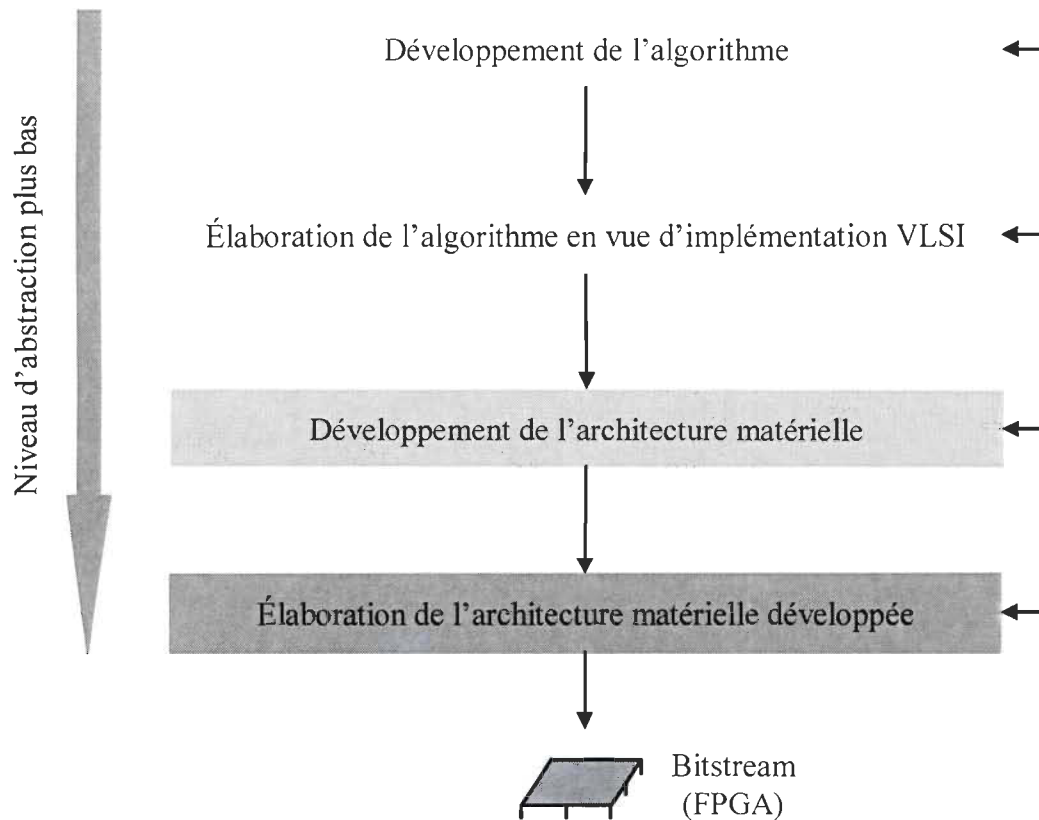 Niveau d'abstraction plus bas
Développement de l'algorithme
Élaboration de l'algorithme en vue d'implémentation VLSI
Développement de l'architecture matérielle
Élaboration de l'architecture matérielle développée
Bitstream
(FPGA)